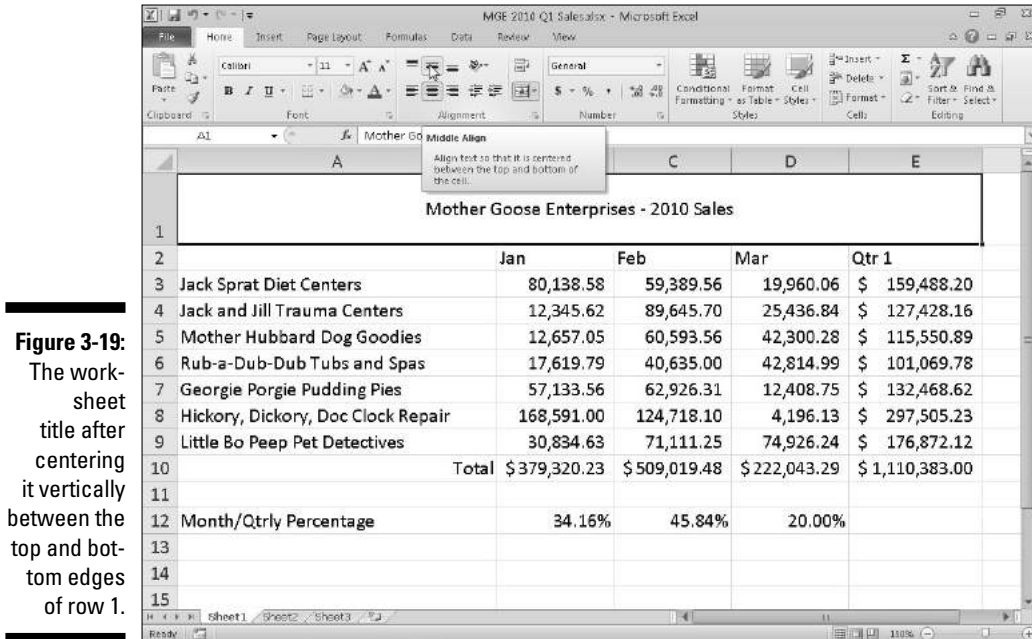 MGE 2010 Q1 Sales.xlsx - Microsoft Excel
File Home Insert Page Layout Formulas Data Review View
Paste
Calibri 11
B I U
General
$ % ,
Conditional Formatting
Format as Table
Cell Styles
Insert
Delete
Format
Sort & Filter
Find & Select
Clipboard Font Alignment Number Styles Cells Editing
A1 fx Mother Go
Middle Align
Align text so that it is centered
between the top and bottom of
the cell.
A C D E
1 Mother Goose Enterprises - 2010 Sales
2 Jan Feb Mar Qtr 1
3 Jack Sprat Diet Centers 80,138.58 59,389.56 19,960.06 $ 159,488.20
4 Jack and Jill Trauma Centers 12,345.62 89,645.70 25,436.84 $ 127,428.16
5 Mother Hubbard Dog Goodies 12,657.05 60,593.56 42,300.28 $ 115,550.89
6 Rub-a-Dub-Dub Tubs and Spas 17,619.79 40,635.00 42,814.99 $ 101,069.78
7 Georgie Porgie Pudding Pies 57,133.56 62,926.31 12,408.75 $ 132,468.62
8 Hickory, Dickory, Doc Clock Repair 168,591.00 124,718.10 4,196.13 $ 297,505.23
9 Little Bo Peep Pet Detectives 30,834.63 71,111.25 74,926.24 $ 176,872.12
10 Total $379,320.23 $509,019.48 $222,043.29 $1,110,383.00
11
12 Month/Qtrly Percentage 34.16% 45.84% 20.00%
13
14
15
Sheet1 Sheet2 Sheet3
Ready 110%
Figure 3-19:
The work-
sheet
title after
centering
it vertically
between the
top and bot-
tom edges
of row 1.